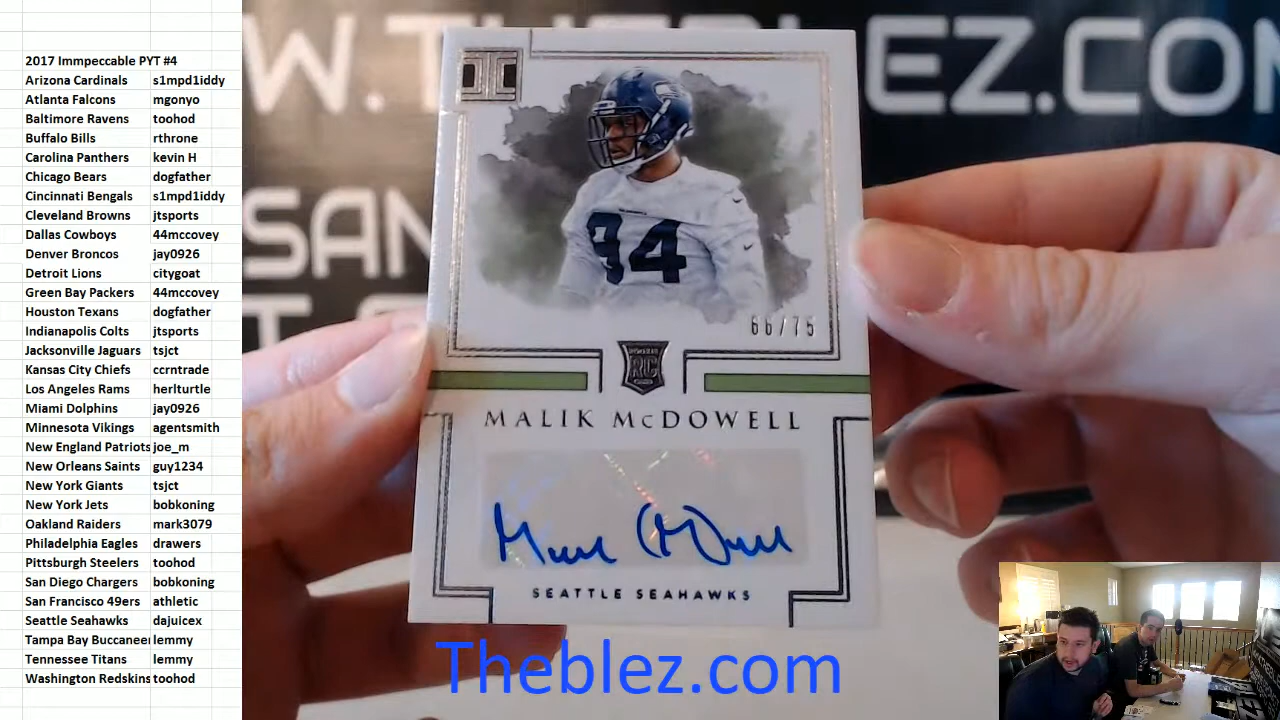 2017 Immpeccable PYT #4
Arizona Cardinals s1mpd1iddy
Atlanta Falcons mgonyo
Baltimore Ravens toohod
Buffalo Bills rthrone
Carolina Panthers kevin H
Chicago Bears dogfather
Cincinnati Bengals s1mpd1iddy
Cleveland Browns jtsports
Dallas Cowboys 44mccovey
Denver Broncos jay0926
Detroit Lions citygoat
Green Bay Packers 44mccovey
Houston Texans dogfather
Indianapolis Colts jtsports
Jacksonville Jaguars tsjct
Kansas City Chiefs ccrntrade
Los Angeles Rams herlturtle
Miami Dolphins jay0926
Minnesota Vikings agentsmith
New England Patriots joe_m
New Orleans Saints guy1234
New York Giants tsjct
New York Jets bobkoning
Oakland Raiders mark3079
Philadelphia Eagles drawers
Pittsburgh Steelers toohod
San Diego Chargers bobkoning
San Francisco 49ers athletic
Seattle Seahawks dajuicex
Tampa Bay Buccaneer lemmy
Tennessee Titans lemmy
Washington Redskins toohod
94
66/75
RC
MALIK McDOWELL
SEATTLE SEAHAWKS
Theblez.com